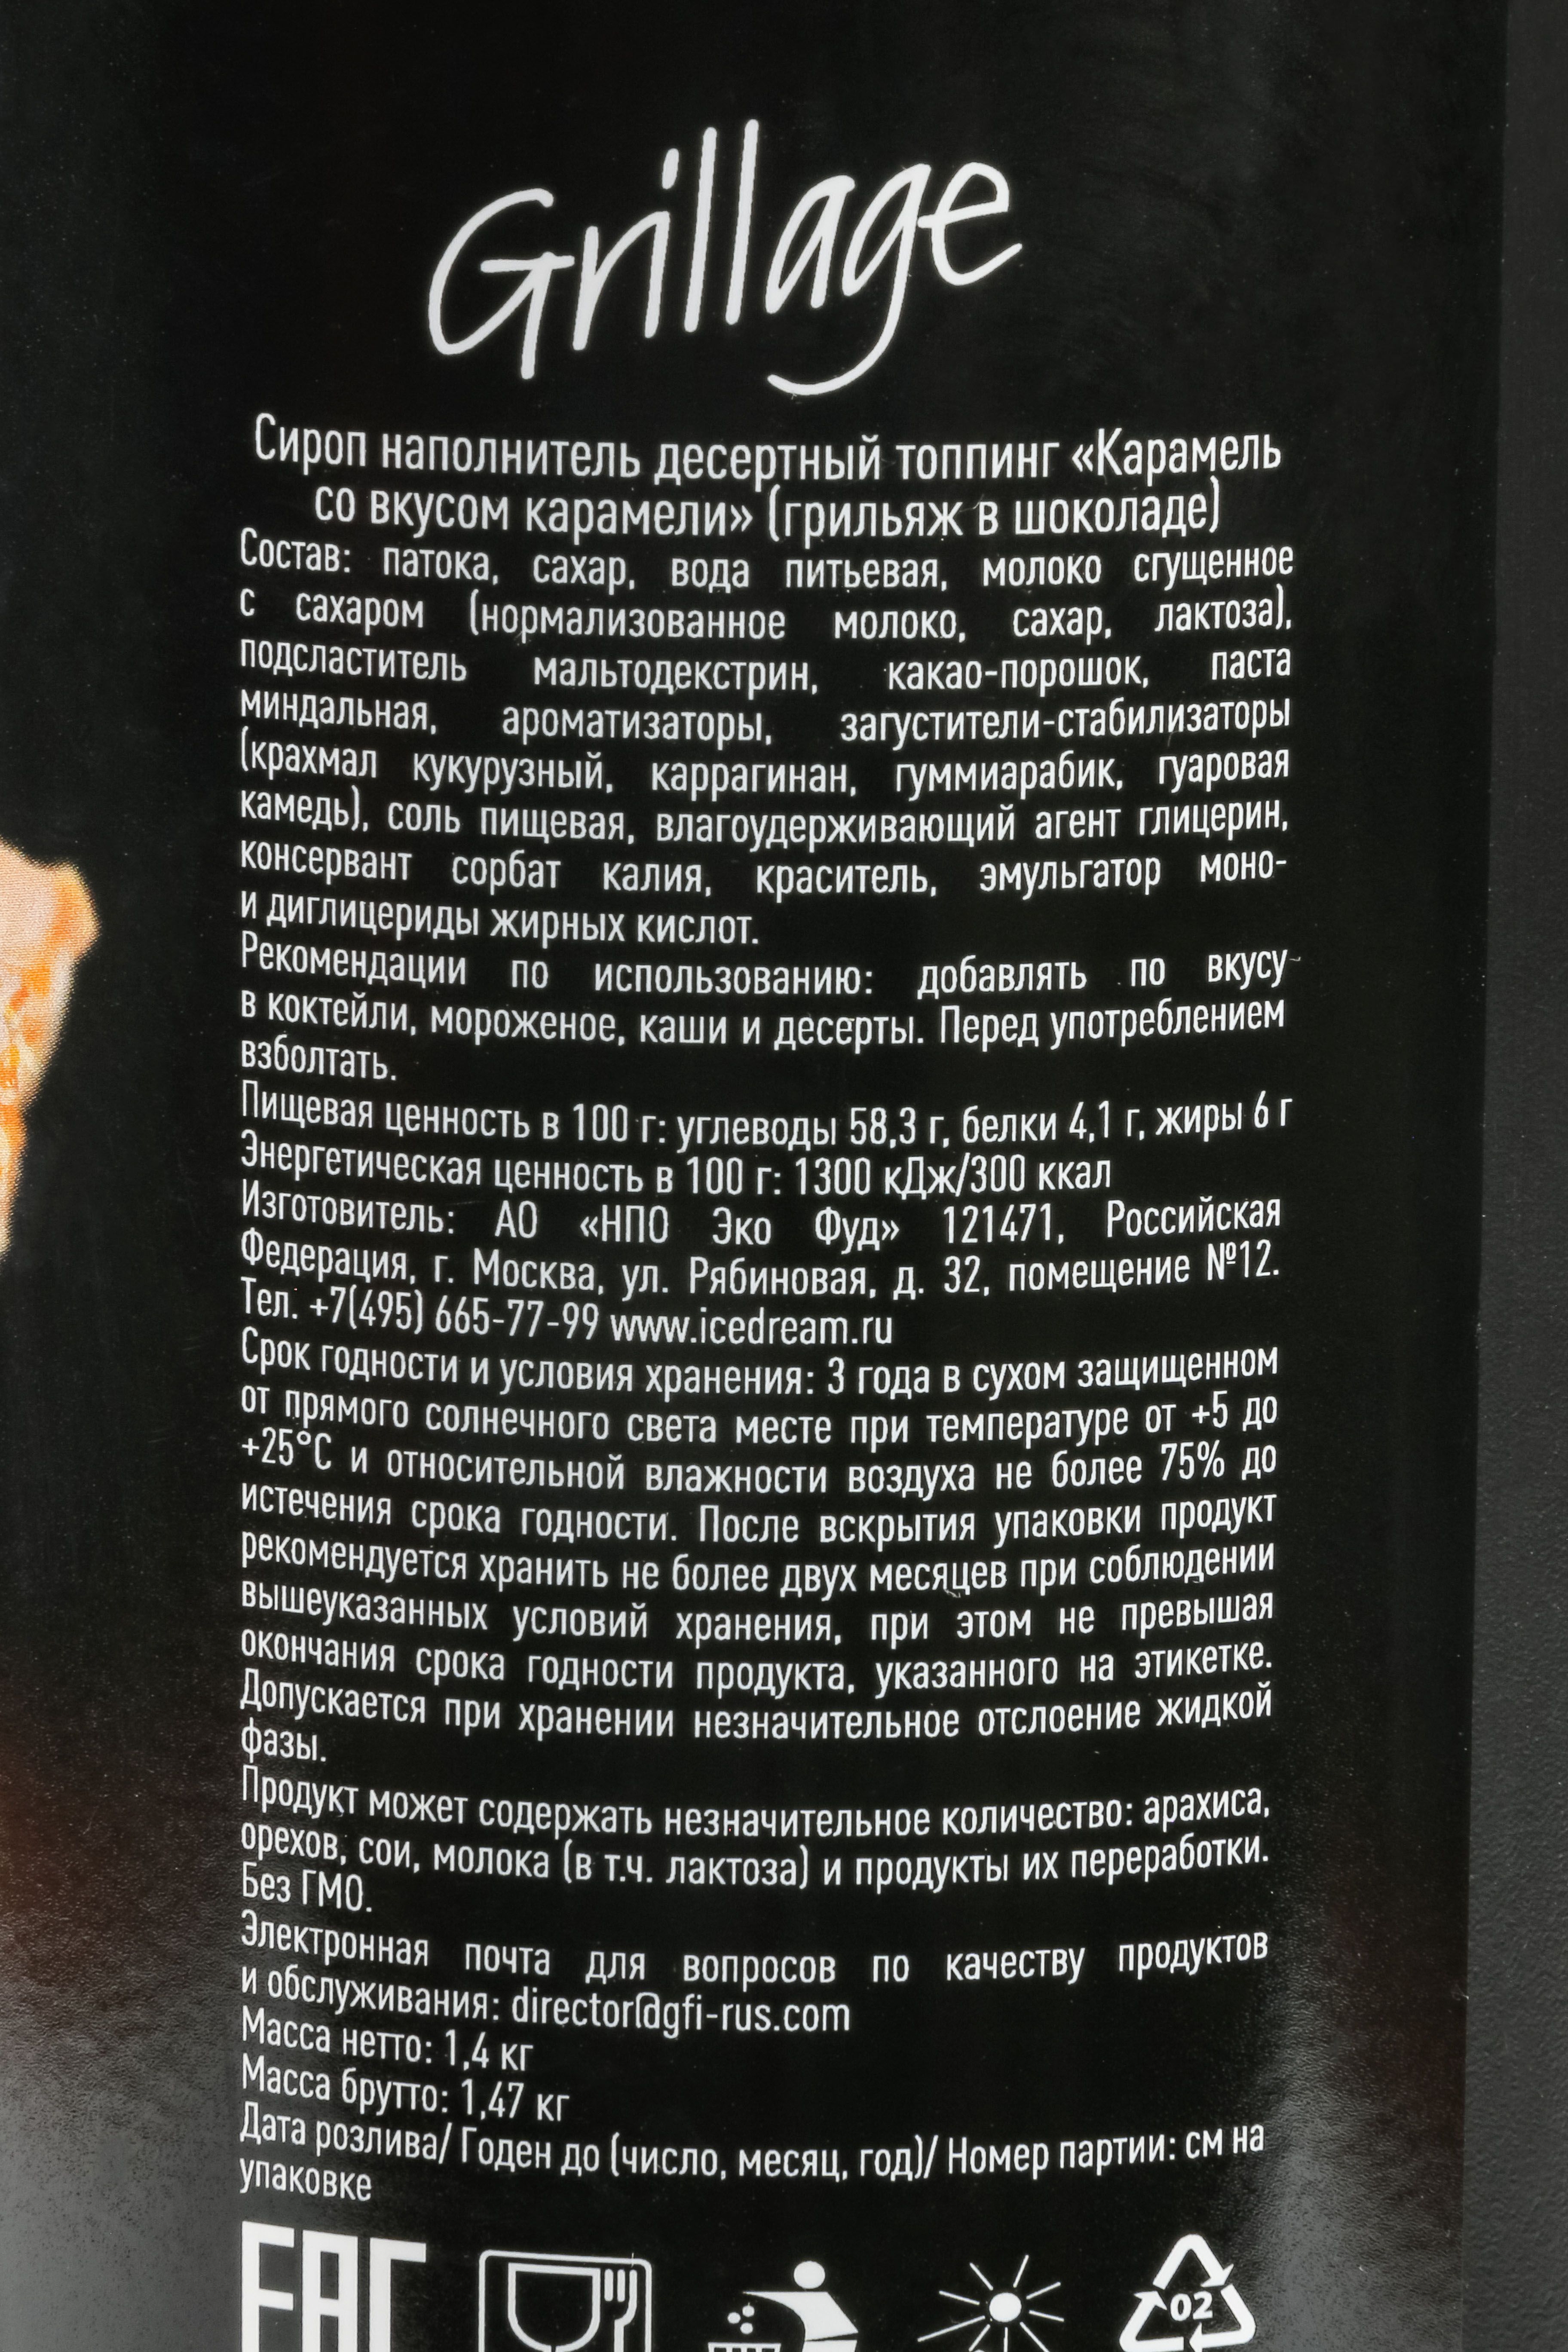 Grillage
Сироп наполнитель десертный топпинг «Карамель
со вкусом карамели» (грильяж в шоколаде)
Состав: патока, сахар, вода питьевая, молоко сгущенное
с сахаром (нормализованное молоко, сахар, лактоза),
подсластитель мальтодекстрин, какао-порошок, паста
миндальная, ароматизаторы, загустители-стабилизаторы
(крахмал кукурузный, каррагинан, гуммиарабик, гуаровая
камедь), соль пищевая, влагоудерживающий агент глицерин,
консервант сорбат калия, краситель, эмульгатор моно-
и диглицериды жирных кислот.
Рекомендации по использованию: добавлять по вкусу
в коктейли, мороженое, каши и десерты. Перед употреблением
взболтать.
Пищевая ценность в 100 г: углеводы 58,3 г, белки 4,1 г, жиры 6 г
Энергетическая ценность в 100 г: 1300 кДж/300 ккал
Изготовитель: АО «НПО Эко Фуд» 121471, Российская
Федерация, г. Москва, ул. Рябиновая, д. 32, помещение №12.
Тел. +7(495) 665-77-99 www.icedream.ru
Срок годности и условия хранения: 3 года в сухом защищенном
от прямого солнечного света месте при температуре от +5 до
+25°С и относительной влажности воздуха не более 75% до
истечения срока годности. После вскрытия упаковки продукт
рекомендуется хранить не более двух месяцев при соблюдении
вышеуказанных условий хранения, при этом не превышая
окончания срока годности продукта, указанного на этикетке.
Допускается при хранении незначительное отслоение жидкой
фазы.
Продукт может содержать незначительное количество: арахиса,
орехов, сои, молока (в т.ч. лактоза) и продукты их переработки.
Без ГМО.
Электронная почта для вопросов по качеству продуктов
и обслуживания: director@gfi-rus.com
Масса нетто: 1,4 кг
Масса брутто: 1,47 кг
Дата розлива/ Годен до (число, месяц, год)/ Номер партии: см на
упаковке
EAC
02